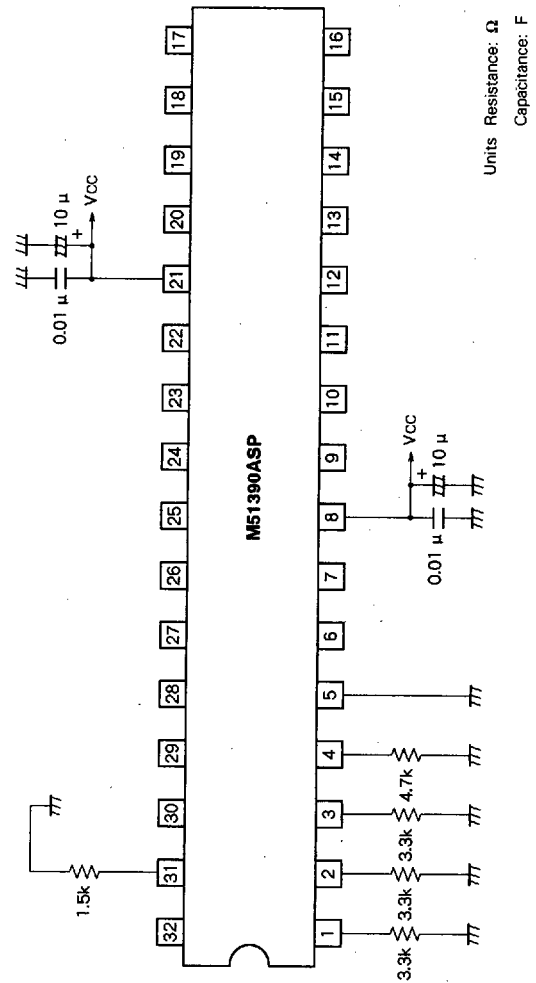 17
18
19
20
21
22
23
24
25
26
27
28
29
30
31
32
0.01 μ
10 μ
+
Vcc
1.5k
M51390ASP
16
15
14
13
12
11
10
9
8
7
6
5
4
3
2
1
Vcc
+
10 μ
0.01 μ
4.7k
3.3k
3.3k
3.3k
Units Resistance: Ω
Capacitance: F